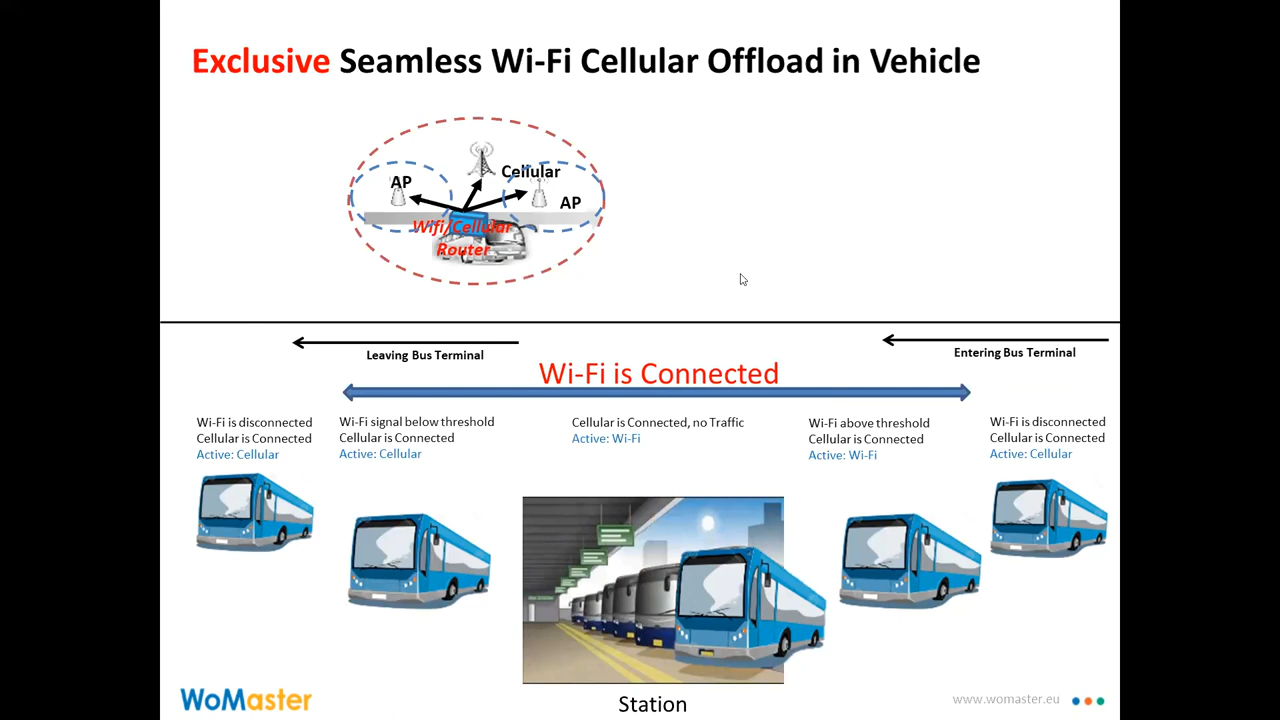 Exclusive Seamless Wi-Fi Cellular Offload in Vehicle
Cellular
AP
AP
Wifi/Cellular
Router
Leaving Bus Terminal
Entering Bus Terminal
Wi-Fi is Connected
Wi-Fi is disconnected
Cellular is Connected
Active: Cellular
Wi-Fi signal below threshold
Cellular is Connected
Active: Cellular
Cellular is Connected, no Traffic
Active: Wi-Fi
Wi-Fi above threshold
Cellular is Connected
Active: Wi-Fi
Wi-Fi is disconnected
Cellular is Connected
Active: Cellular
Station
WoMaster
www.womaster.eu